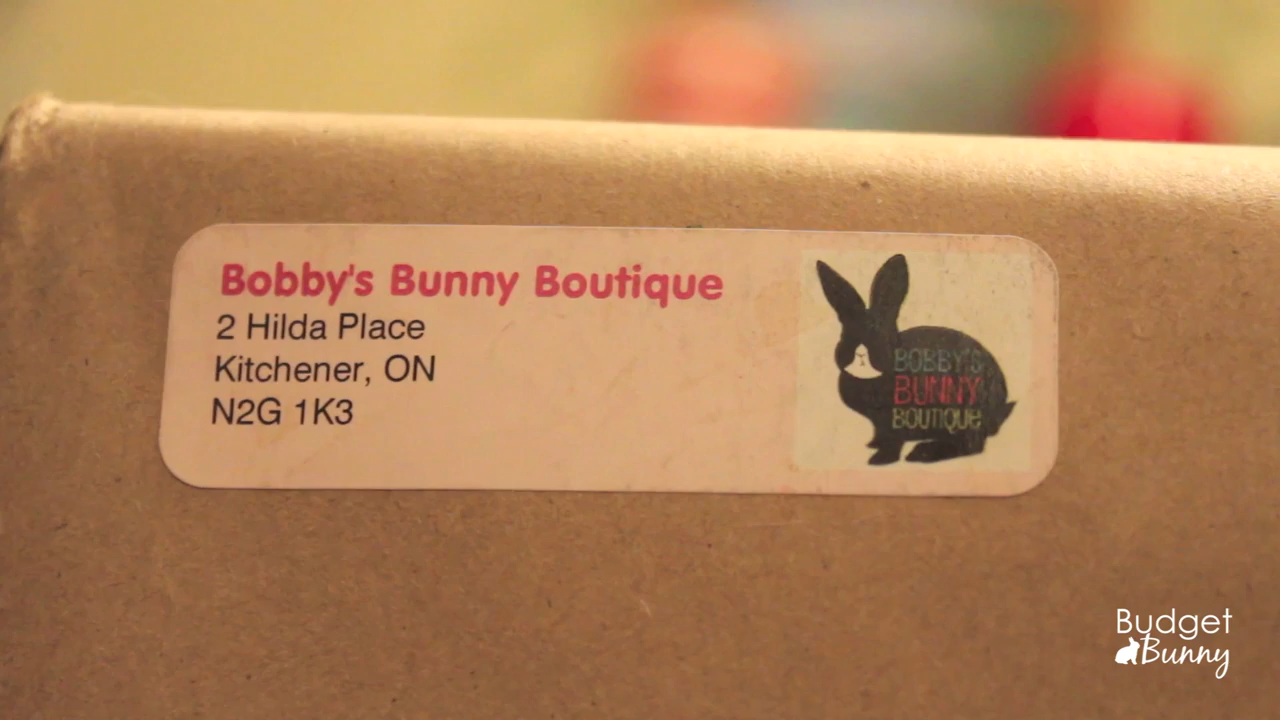 Bobby's Bunny Boutique
2 Hilda Place
Kitchener, ON
N2G 1K3
BOBBY'S
BUNNY
BOUTIQUE
Budget
Bunny